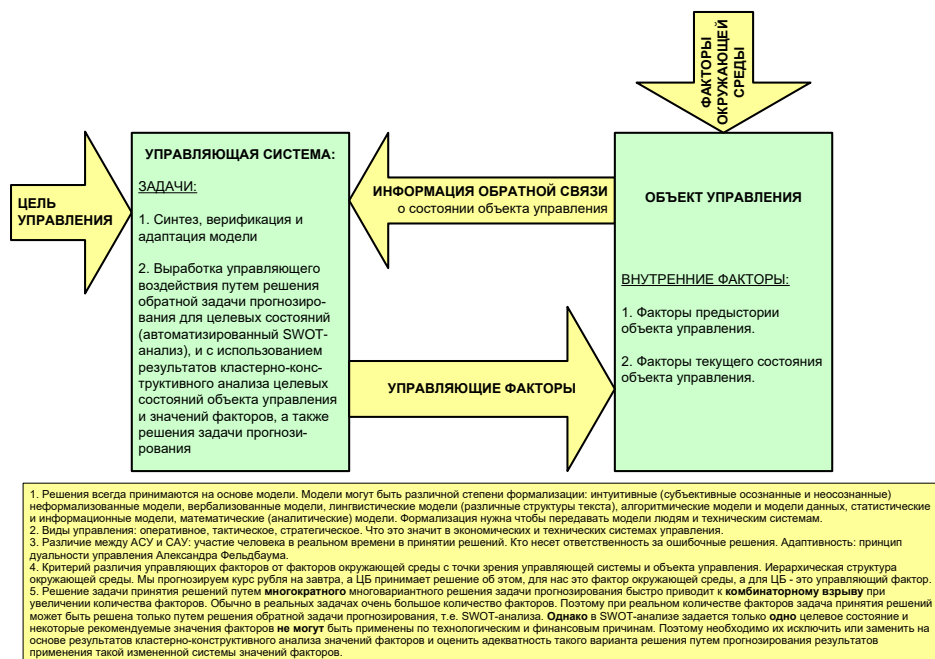 ФАКТОРЫ
ОКРУЖАЮЩЕЙ
СРЕДЫ
ЦЕЛЬ
УПРАВЛЕНИЯ
УПРАВЛЯЮЩАЯ СИСТЕМА:
ЗАДАЧИ:
1. Синтез, верификация и
адаптация модели
2. Выработка управляющего
воздействия путем решения
обратной задачи прогнозиро-
вания для целевых состояний
(автоматизированный SWOT-
анализ), и с использованием
результатов кластерно-конс-
труктивного анализа целевых
состояний объекта управления
и значений факторов, а также
решения задачи прогнози-
рования
ИНФОРМАЦИЯ ОБРАТНОЙ СВЯЗИ
о состоянии объекта управления
УПРАВЛЯЮЩИЕ ФАКТОРЫ
ОБЪЕКТ УПРАВЛЕНИЯ
ВНУТРЕННИЕ ФАКТОРЫ:
1. Факторы предыстории
объекта управления.
2. Факторы текущего состояния
объекта управления.
1. Решения всегда принимаются на основе модели. Модели могут быть различной степени формализации: интуитивные (субъективные осознанные и неосознанные)
неформализованные модели, вербализованные модели, лингвистические модели (различные структуры текста), алгоритмические модели и модели данных, статистические
и информационные модели, математические (аналитические) модели. Формализация нужна чтобы передавать модели людям и техническим системам.
2. Виды управления: оперативное, тактическое, стратегическое. Что это значит в экономических и технических системах управления.
3. Различие между АСУ и САУ: участие человека в реальном времени в принятии решений. Кто несет ответственность за ошибочные решения. Адаптивность: принцип
дуальности управления Александра Фельдбаума.
4. Критерий различия управляющих факторов от факторов окружающей среды с точки зрения управляющей системы и объекта управления. Иерархическая структура
окружающей среды. Мы прогнозируем курс рубля на завтра, а ЦБ принимает решение об этом, для нас это фактор окружающей среды, а для ЦБ - это управляющий фактор.
5. Решение задачи принятия решений путем многократного многовариантного решения задачи прогнозирования быстро приводит к комбинаторному взрыву при
увеличении количества факторов. Обычно в реальных задачах очень большое количество факторов. Поэтому при реальном количестве факторов задача принятия решений
может быть решена только путем решения обратной задачи прогнозирования, т.е. SWOT-анализа. Однако в SWOT-анализе задается только одно целевое состояние и
некоторые рекомендуемые значения факторов не могут быть применены по технологическим и финансовым причинам. Поэтому необходимо их исключить или заменить на
основе результатов кластерно-конструктивного анализа значений факторов и оценить адекватность такого варианта решения путем прогнозирования результатов
применения такой измененной системы значений факторов.